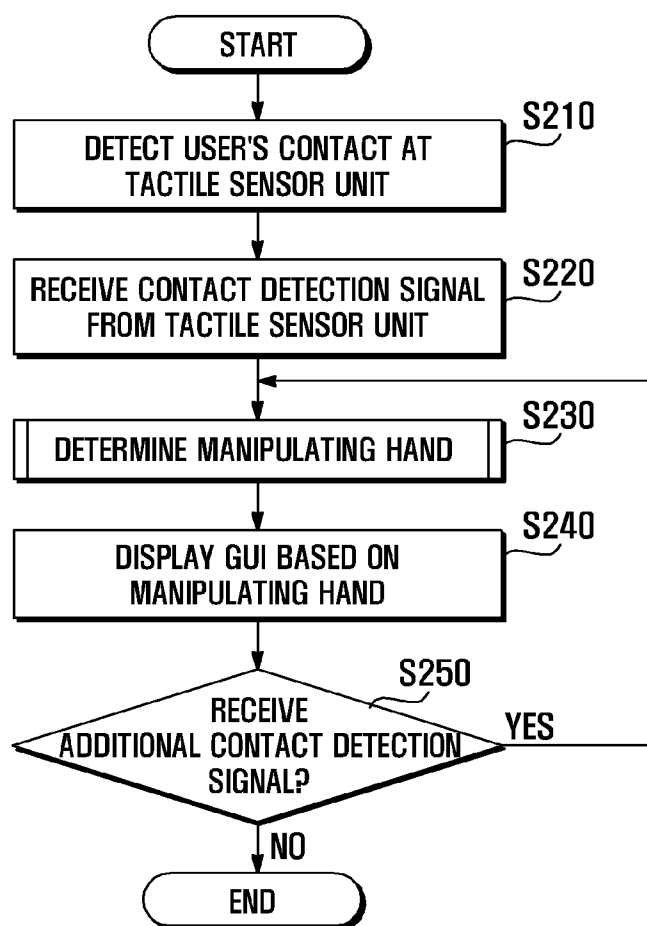 START
S210
DETECT USER'S CONTACT AT
TACTILE SENSOR UNIT
S220
RECEIVE CONTACT DETECTION SIGNAL
FROM TACTILE SENSOR UNIT
S230
DETERMINE MANIPULATING HAND
S240
DISPLAY GUI BASED ON
MANIPULATING HAND
S250
RECEIVE
ADDITIONAL CONTACT DETECTION
SIGNAL?
YES
NO
END